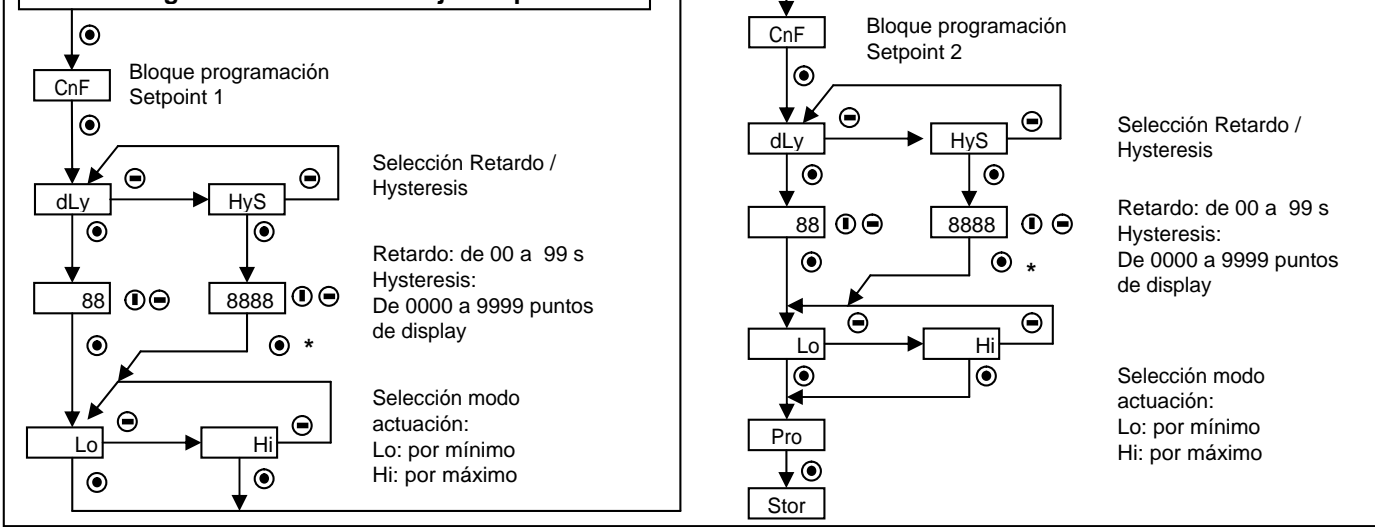 CnF
Bloque programación
Setpoint 1
dLy
HyS
Selección Retardo /
Hysteresis
88
8888
Retardo: de 00 a 99 s
Hysteresis:
De 0000 a 9999 puntos
de display
*
Lo
Hi
Selección modo
actuación:
Lo: por mínimo
Hi: por máximo
CnF
Bloque programación
Setpoint 2
dLy
HyS
Selección Retardo /
Hysteresis
88
8888
Retardo: de 00 a 99 s
Hysteresis:
De 0000 a 9999 puntos
de display
*
Lo
Hi
Selección modo
actuación:
Lo: por mínimo
Hi: por máximo
Pro
Stor